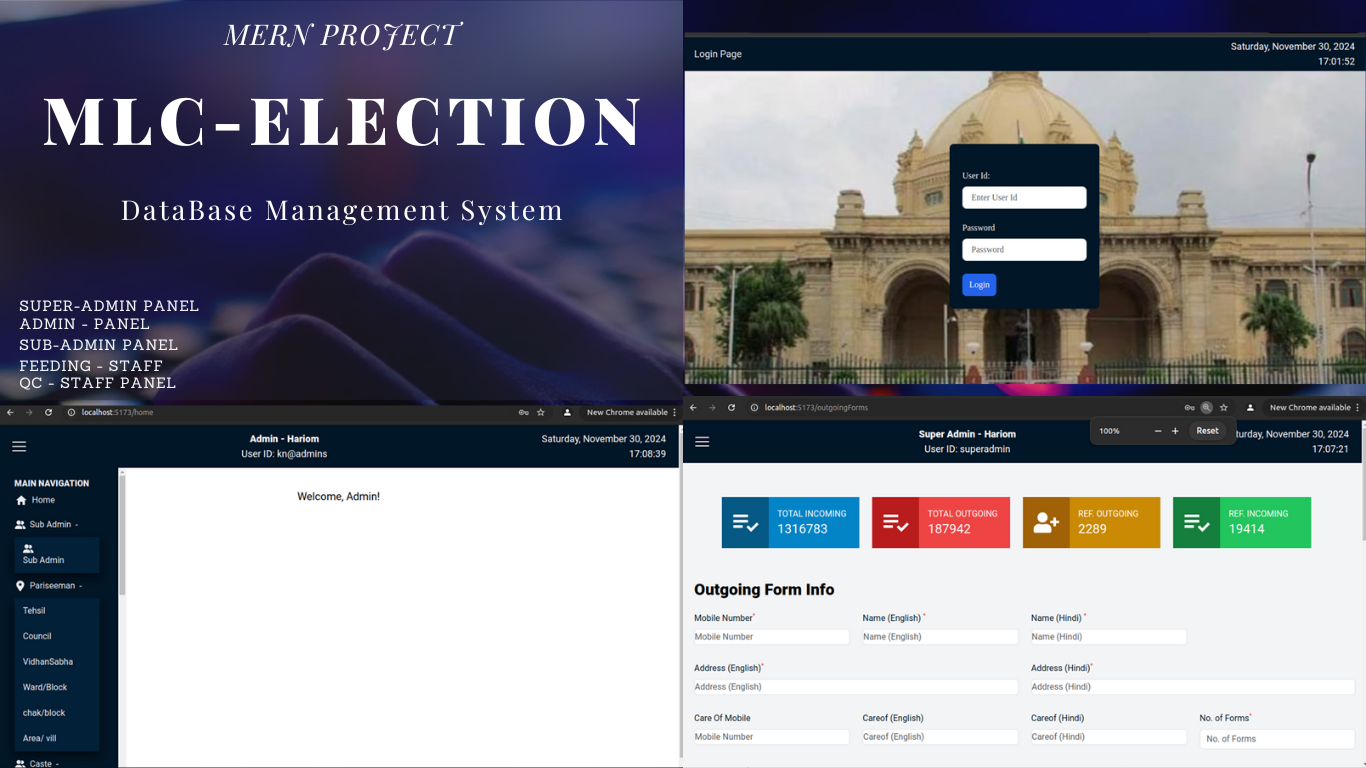 MERN PROJECT
MLC-ELECTION
DataBase Management System
SUPER-ADMIN PANEL
ADMIN - PANEL
SUB-ADMIN PANEL
FEEDING - STAFF
QC - STAFF PANEL
Login Page
Saturday, November 30, 2024
17:01:52
User Id:
Enter User Id
Password
Password
Login
localhost:5173/home
New Chrome available
Admin - Hariom
User ID: kn@admins
Saturday, November 30, 2024
17:08:39
MAIN NAVIGATION
Home
Sub Admin -
Sub Admin
Pariseeman -
Tehsil
Council
VidhanSabha
Ward/Block
chak/block
Area/ vill
Caste -
Welcome, Admin!
localhost:5173/outgoingForms
New Chrome available
100% − + Reset
Super Admin - Hariom
User ID: superadmin
turday, November 30, 2024
17:07:21
TOTAL INCOMING
1316783
TOTAL OUTGOING
187942
REF. OUTGOING
2289
REF. INCOMING
19414
Outgoing Form Info
Mobile Number* Name (English) * Name (Hindi) *
Mobile Number Name (English) Name (Hindi)
Address (English)* Address (Hindi)*
Address (English) Address (Hindi)
Care Of Mobile Careof (English) Careof (Hindi) No. of Forms*
Mobile Number Careof (English) Careof (Hindi) No. of Forms